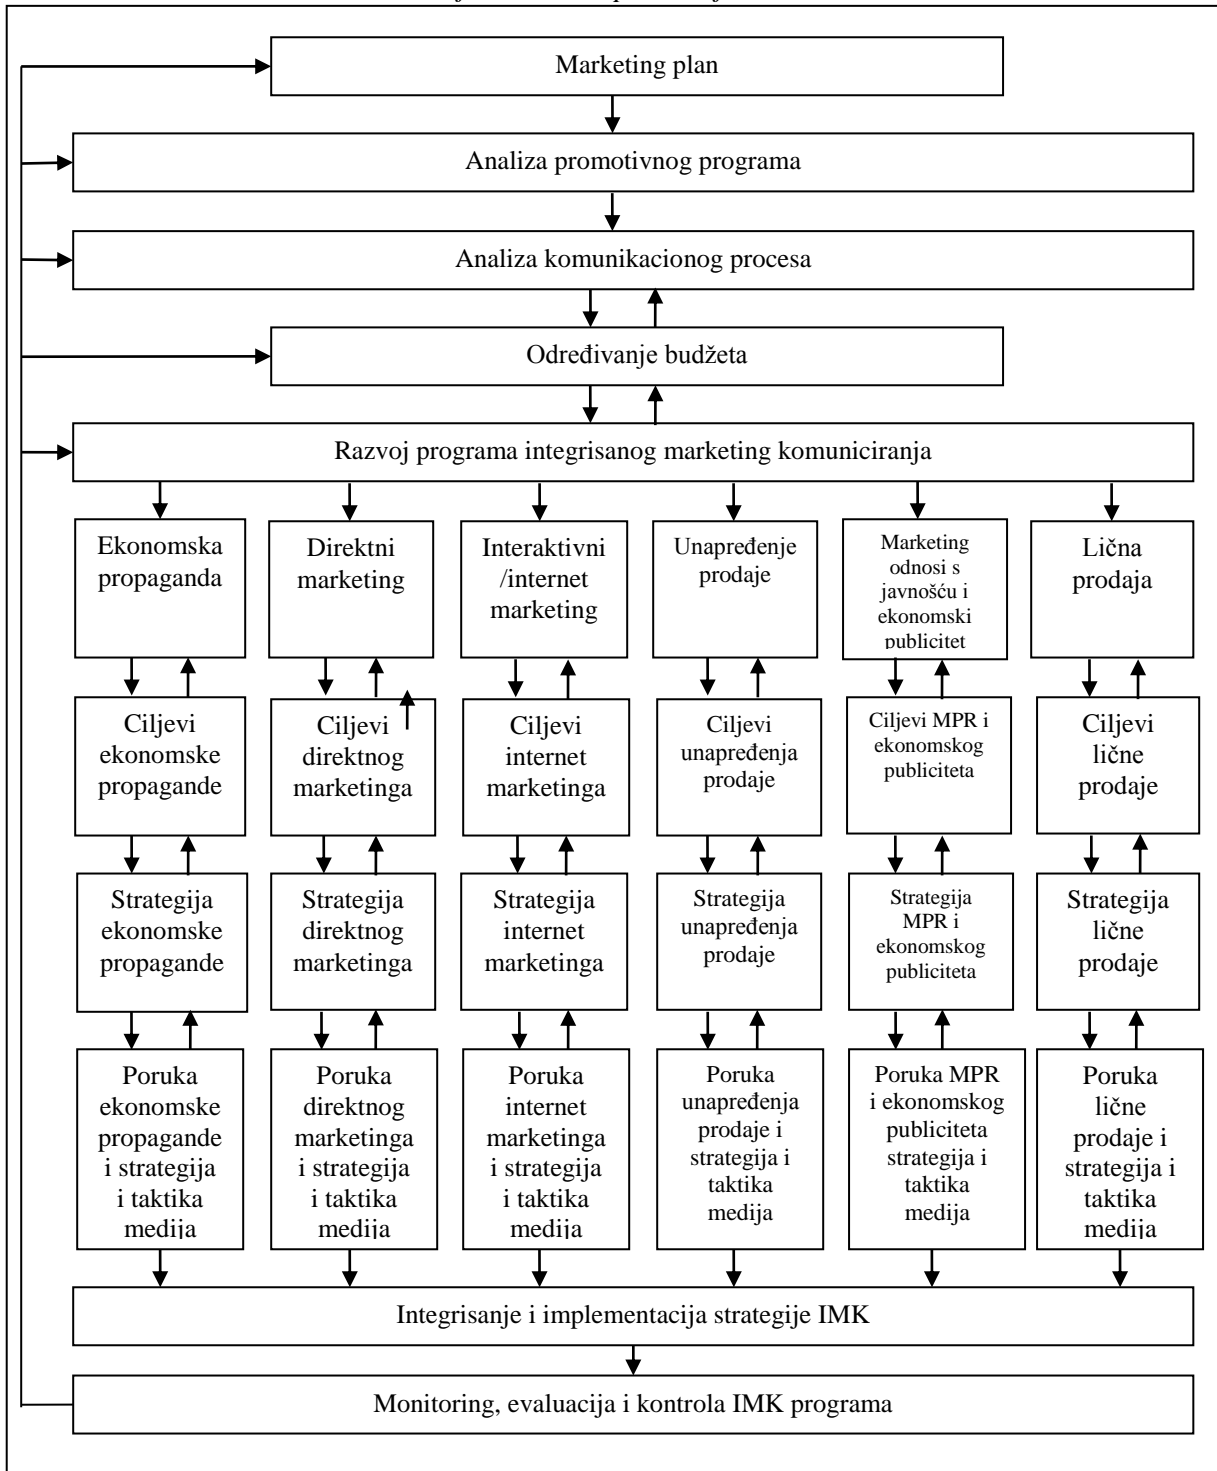 Marketing plan
Analiza promotivnog programa
Analiza komunikacionog procesa
Određivanje budžeta
Razvoj programa integrisanog marketing komuniciranja
Ekonomska
propaganda
Direktni
marketing
Interaktivni
/internet
marketing
Unapređenje
prodaje
Marketing
odnosi s
javnošću i
ekonomski
publicitet
Lična
prodaja
Ciljevi
ekonomske
propagande
Ciljevi
direktnog
marketinga
Ciljevi
internet
marketinga
Ciljevi
unapređenja
prodaje
Ciljevi MPR i
ekonomskog
publiciteta
Ciljevi
lične
prodaje
Strategija
ekonomske
propagande
Strategija
direktnog
marketinga
Strategija
internet
marketinga
Strategija
unapređenja
prodaje
Strategija
MPR i
ekonomskog
publiciteta
Strategija
lične
prodaje
Poruka
ekonomske
propagande
i strategija
i taktika
medija
Poruka
direktnog
marketinga
i strategija
i taktika
medija
Poruka
internet
marketinga
i strategija
i taktika
medija
Poruka
unapređenja
prodaje i
strategija i
taktika
medija
Poruka MPR
i ekonomskog
publiciteta
strategija i
taktika
medija
Poruka
lične
prodaje i
strategija i
taktika
medija
Integrisanje i implementacija strategije IMK
Monitoring, evaluacija i kontrola IMK programa